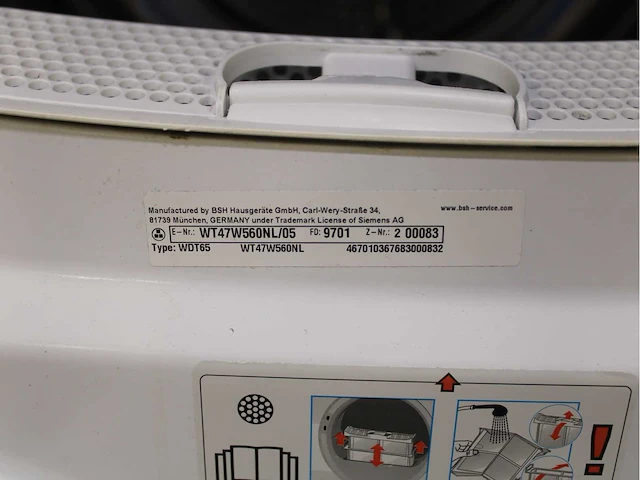 Manufactured by BSH Hausgeräte GmbH, Carl-Wery-Straße 34,
81739 München, GERMANY under Trademark License of Siemens AG
www.bsh-service.com
E-Nr.: WT47W560NL/05 FD: 9701 Z-Nr.: 2 00083
Type: WDT65 WT47W560NL 467010367683000832